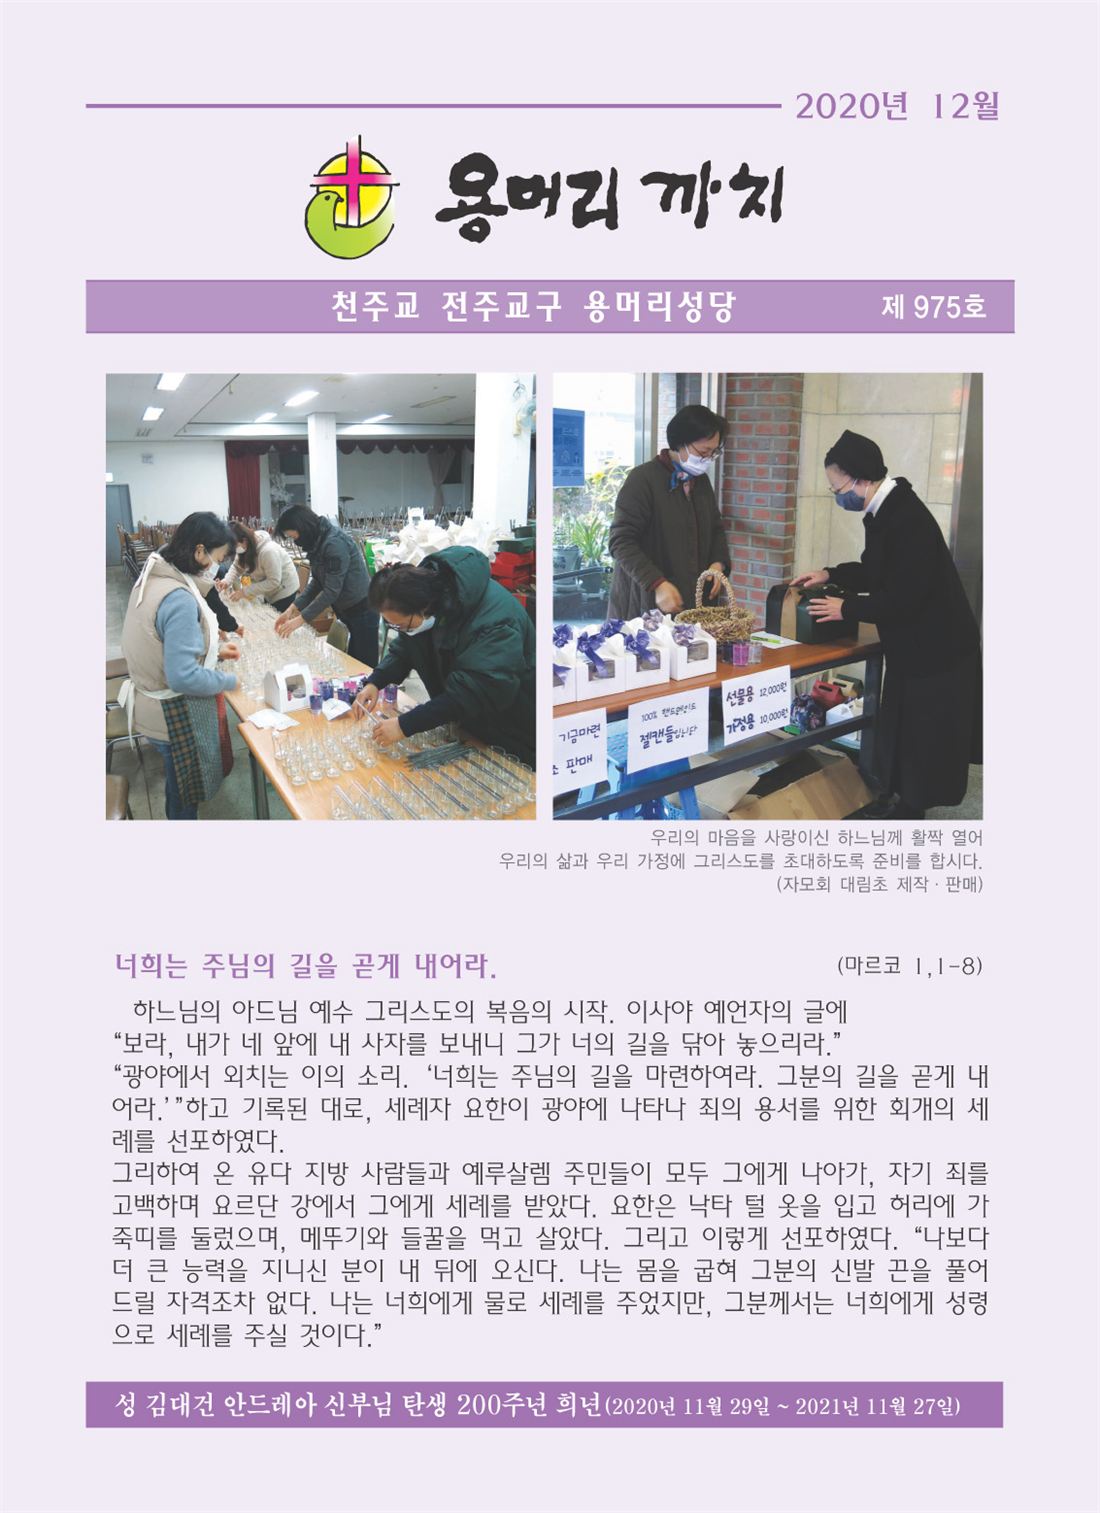 2020년 12월
용머리 까치
천주교 전주교구 용머리성당 제 975호
기금마련
판매
100% 핸드메이드
젤캔들입니다
선물용 12,000원
가정용 10,000원
우리의 마음을 사랑이신 하느님께 활짝 열어
우리의 삶과 우리 가정에 그리스도를 초대하도록 준비를 합시다.
(자모회 대림초 제작 · 판매)
너희는 주님의 길을 곧게 내어라. (마르코 1,1-8)
하느님의 아드님 예수 그리스도의 복음의 시작. 이사야 예언자의 글에
“보라, 내가 네 앞에 내 사자를 보내니 그가 너의 길을 닦아 놓으리라.”
“광야에서 외치는 이의 소리. ‘너희는 주님의 길을 마련하여라. 그분의 길을 곧게 내
어라.’”하고 기록된 대로, 세례자 요한이 광야에 나타나 죄의 용서를 위한 회개의 세
례를 선포하였다.
그리하여 온 유다 지방 사람들과 예루살렘 주민들이 모두 그에게 나아가, 자기 죄를
고백하며 요르단 강에서 그에게 세례를 받았다. 요한은 낙타 털 옷을 입고 허리에 가
죽띠를 둘렀으며, 메뚜기와 들꿀을 먹고 살았다. 그리고 이렇게 선포하였다. “나보다
더 큰 능력을 지니신 분이 내 뒤에 오신다. 나는 몸을 굽혀 그분의 신발 끈을 풀어
드릴 자격조차 없다. 나는 너희에게 물로 세례를 주었지만, 그분께서는 너희에게 성령
으로 세례를 주실 것이다.”
성 김대건 안드레아 신부님 탄생 200주년 희년(2020년 11월 29일 ~ 2021년 11월 27일)